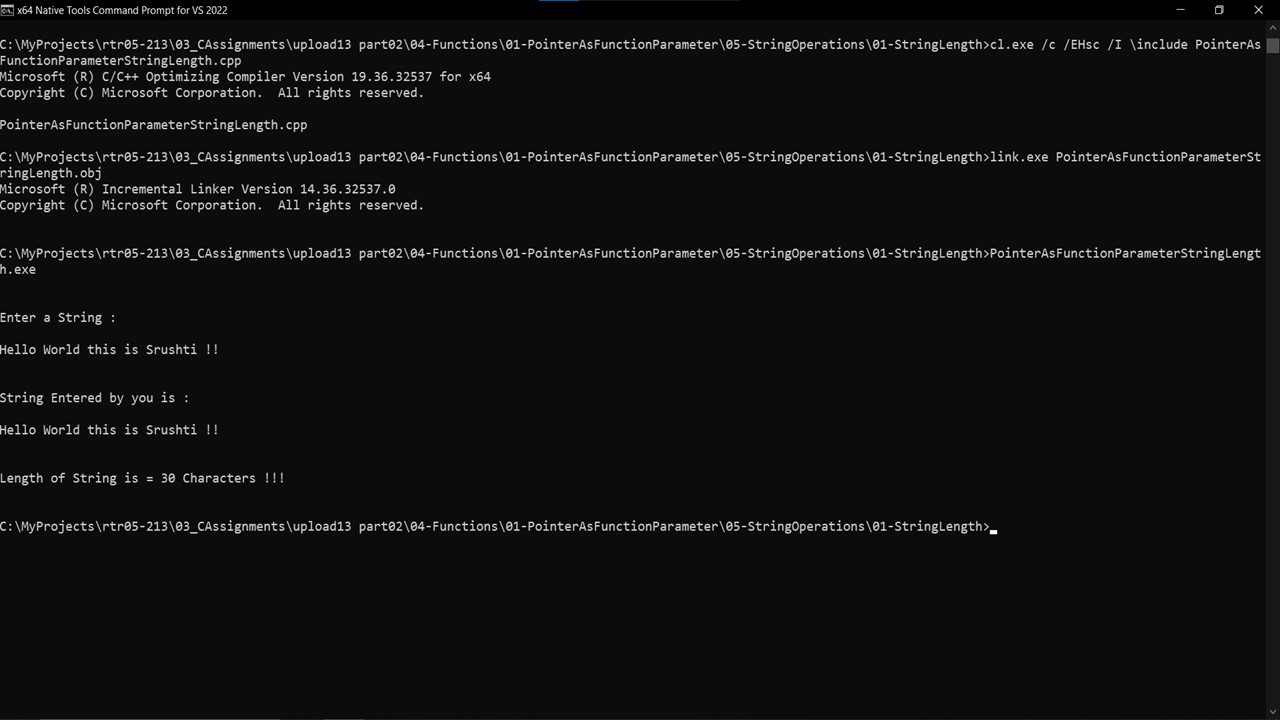 x64 Native Tools Command Prompt for VS 2022
C:\MyProjects\rtr05-213\03_CAssignments\upload13 part02\04-Functions\01-PointerAsFunctionParameter\05-StringOperations\01-StringLength>cl.exe /c /EHsc /I \include PointerAs
FunctionParameterStringLength.cpp
Microsoft (R) C/C++ Optimizing Compiler Version 19.36.32537 for x64
Copyright (C) Microsoft Corporation.  All rights reserved.
PointerAsFunctionParameterStringLength.cpp
C:\MyProjects\rtr05-213\03_CAssignments\upload13 part02\04-Functions\01-PointerAsFunctionParameter\05-StringOperations\01-StringLength>link.exe PointerAsFunctionParameterSt
ringLength.obj
Microsoft (R) Incremental Linker Version 14.36.32537.0
Copyright (C) Microsoft Corporation.  All rights reserved.
C:\MyProjects\rtr05-213\03_CAssignments\upload13 part02\04-Functions\01-PointerAsFunctionParameter\05-StringOperations\01-StringLength>PointerAsFunctionParameterStringLengt
h.exe
Enter a String :
Hello World this is Srushti !!
String Entered by you is :
Hello World this is Srushti !!
Length of String is = 30 Characters !!!
C:\MyProjects\rtr05-213\03_CAssignments\upload13 part02\04-Functions\01-PointerAsFunctionParameter\05-StringOperations\01-StringLength>